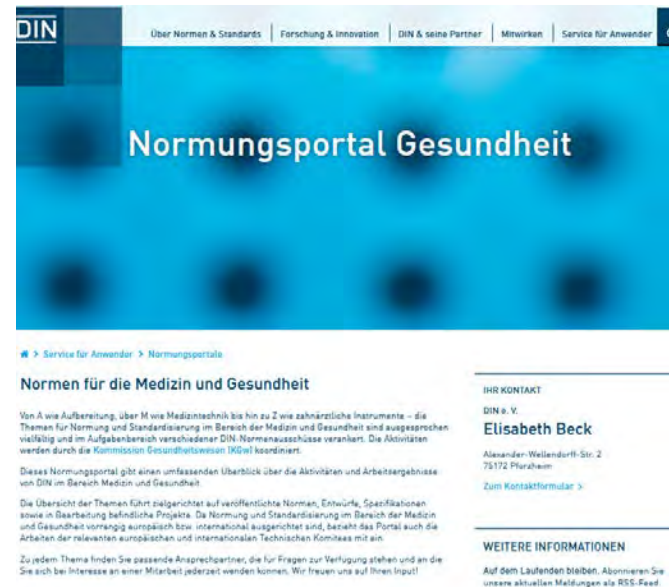 DIN
Über Normen & Standards | Forschung & Innovation | DIN & seine Partner | Mitwirken | Service für Anwender
Normungsportal Gesundheit
> Service für Anwender > Normungsportale
Normen für die Medizin und Gesundheit
Von A wie Aufbereitung, über M wie Medizintechnik bis hin zu Z wie zahnärztliche Instrumente – die
Themen für Normung und Standardisierung im Bereich der Medizin und Gesundheit sind ausgesprochen
vielfältig und im Aufgabenbereich verschiedener DIN-Normenausschüsse verankert. Die Aktivitäten
werden durch die Kommission Gesundheitswesen (KGw) koordiniert.
Dieses Normungsportal gibt einen umfassenden Überblick über die Aktivitäten und Arbeitsergebnisse
von DIN im Bereich Medizin und Gesundheit.
Die Übersicht der Themen führt zielgerichtet auf veröffentlichte Normen, Entwürfe, Spezifikationen
sowie in Bearbeitung befindliche Projekte. Da Normung und Standardisierung im Bereich der Medizin
und Gesundheit vorrangig europäisch bzw. international ausgerichtet sind, bezieht das Portal auch die
Arbeiten der relevanten europäischen und internationalen Technischen Komitees mit ein.
Zu jedem Thema finden Sie passende Ansprechpartner, die für Fragen zur Verfügung stehen und an die
Sie sich bei Interesse an einer Mitarbeit jederzeit wenden können. Wir freuen uns auf Ihren Input!
IHR KONTAKT
DIN e. V.
Elisabeth Beck
Alexander-Wellendorff-Str. 2
75172 Pforzheim
Zum Kontaktformular >
WEITERE INFORMATIONEN
Auf dem Laufenden bleiben. Abonnieren Sie
unsere aktuellen Meldungen als RSS-Feed